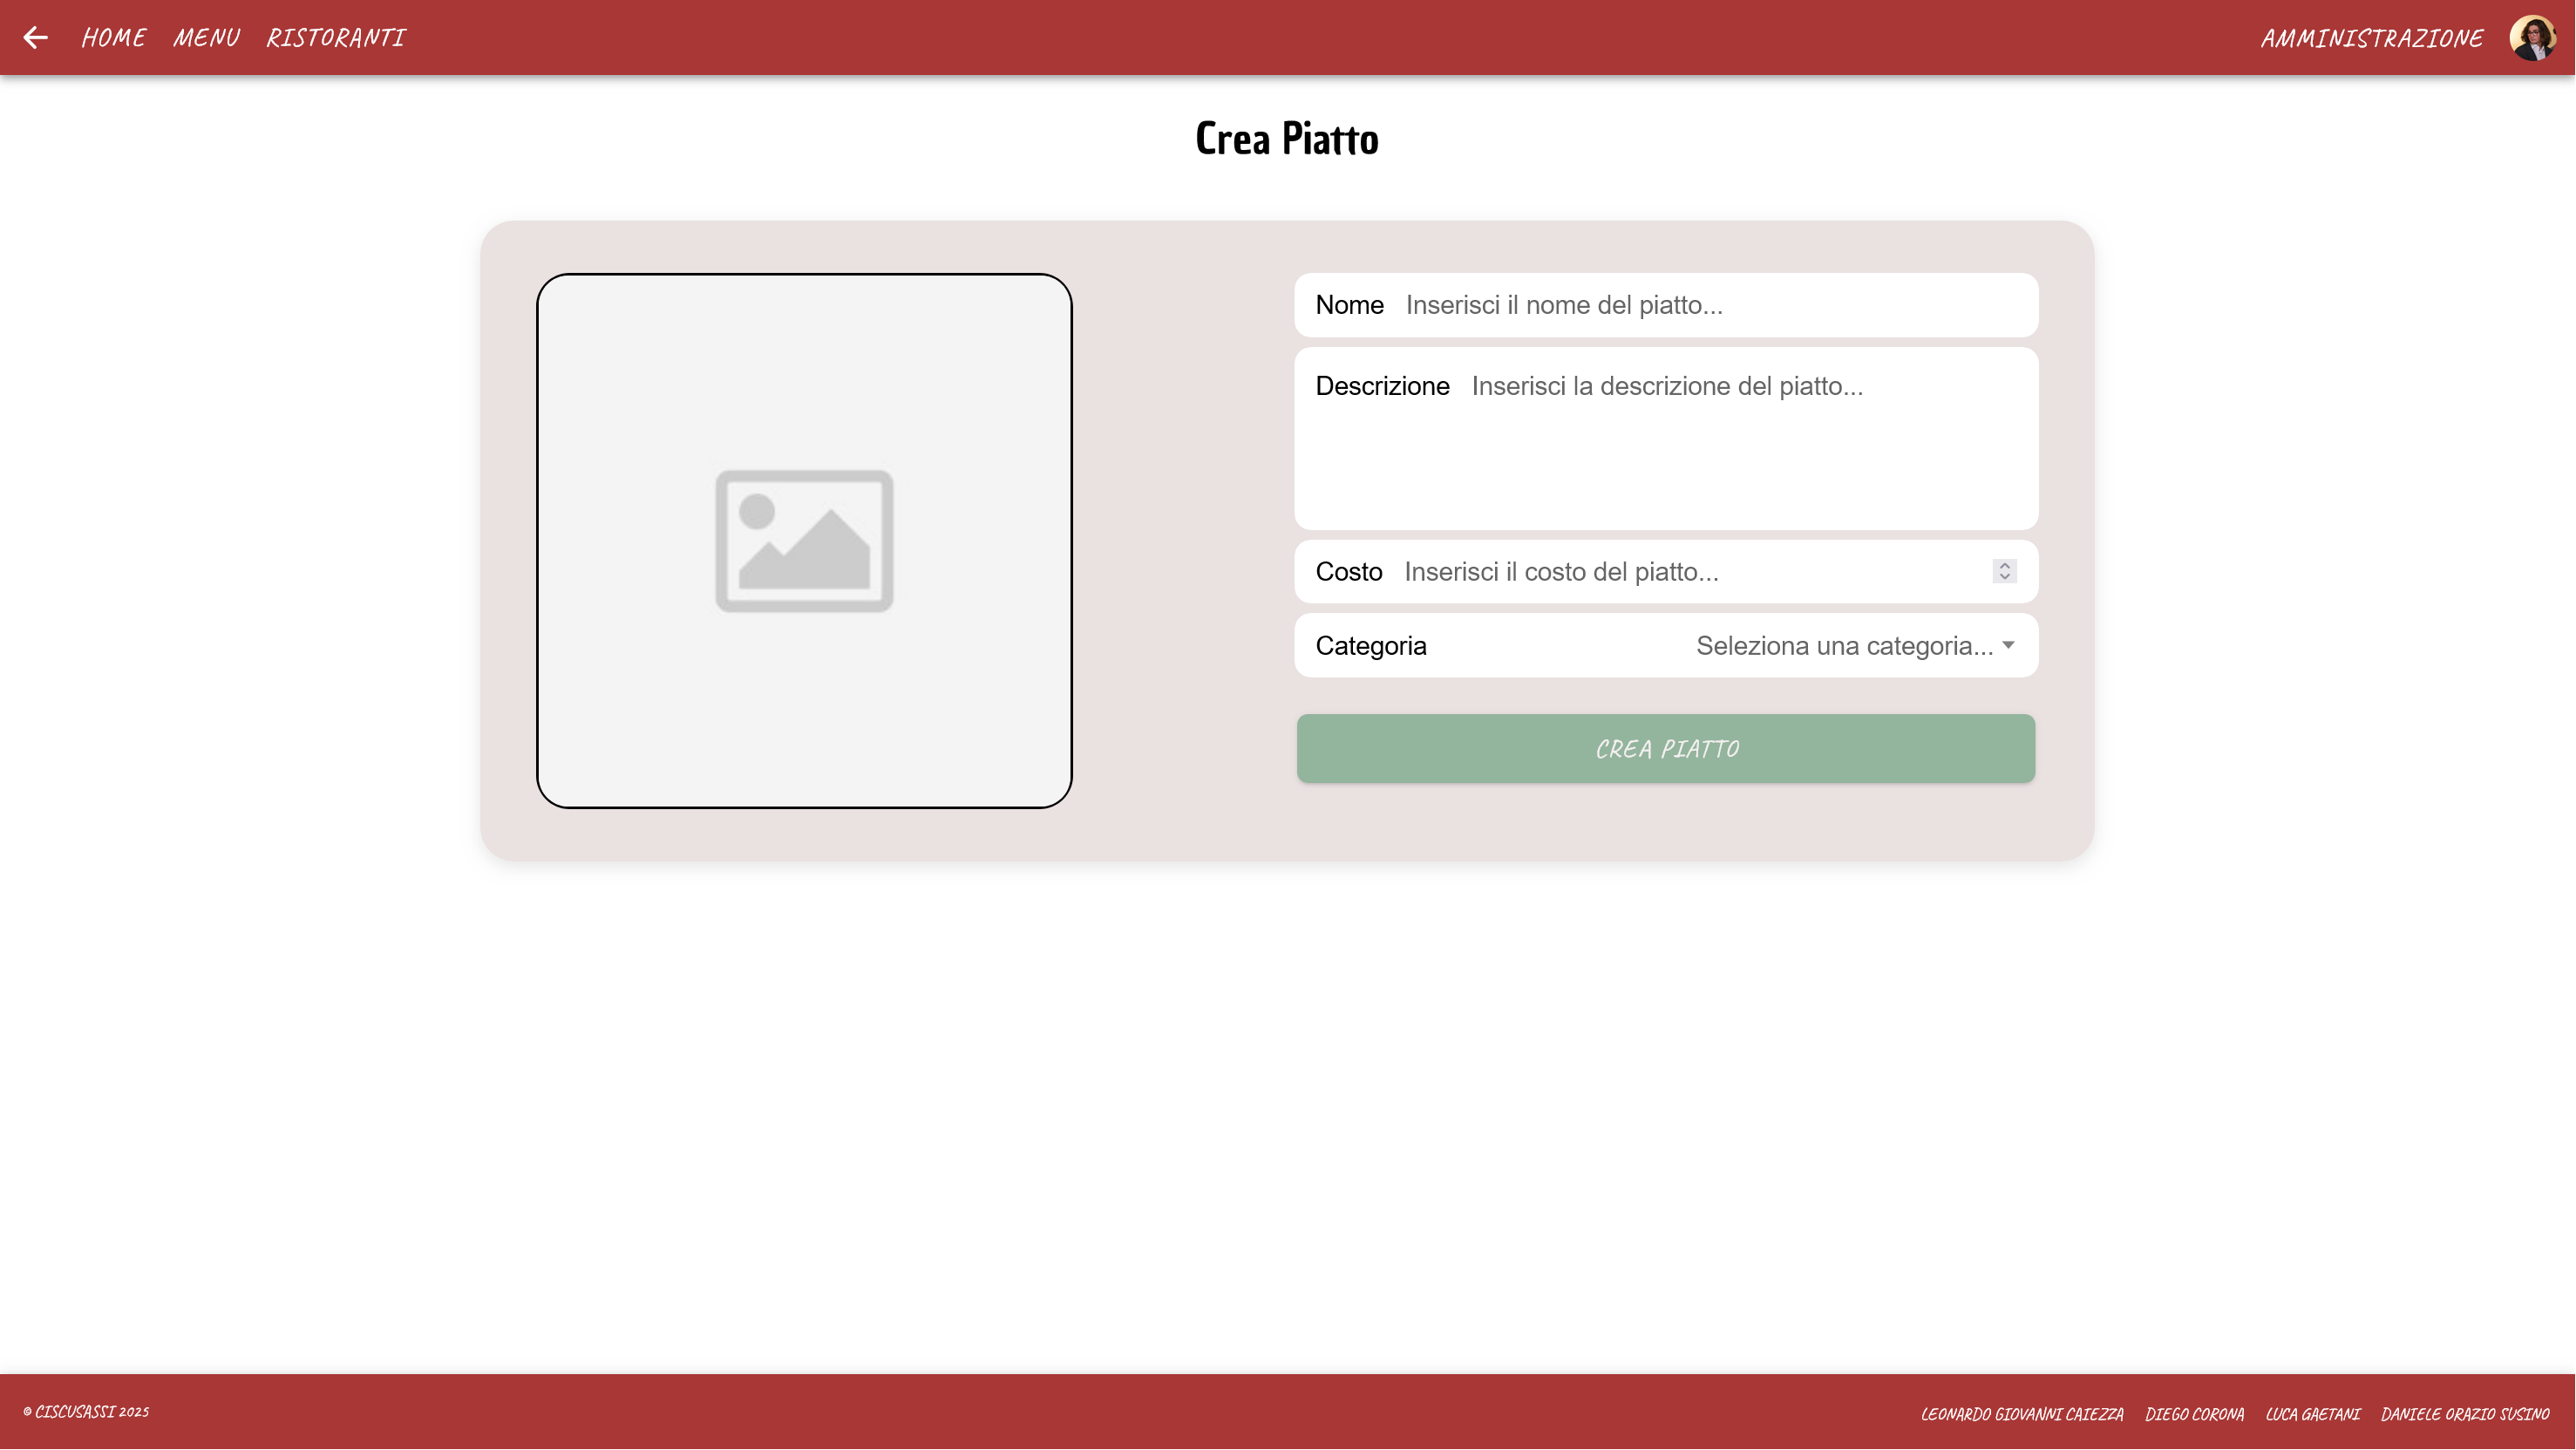 HOME MENU RISTORANTI AMMINISTRAZIONE
Crea Piatto
Nome Inserisci il nome del piatto...
Descrizione Inserisci la descrizione del piatto...
Costo Inserisci il costo del piatto...
Categoria Seleziona una categoria...
CREA PIATTO
© CISCUSASSI 2025
LEONARDO GIOVANNI CAIEZZA DIEGO CORONA LUCA GAETANI DANIELE ORAZIO SUSINO